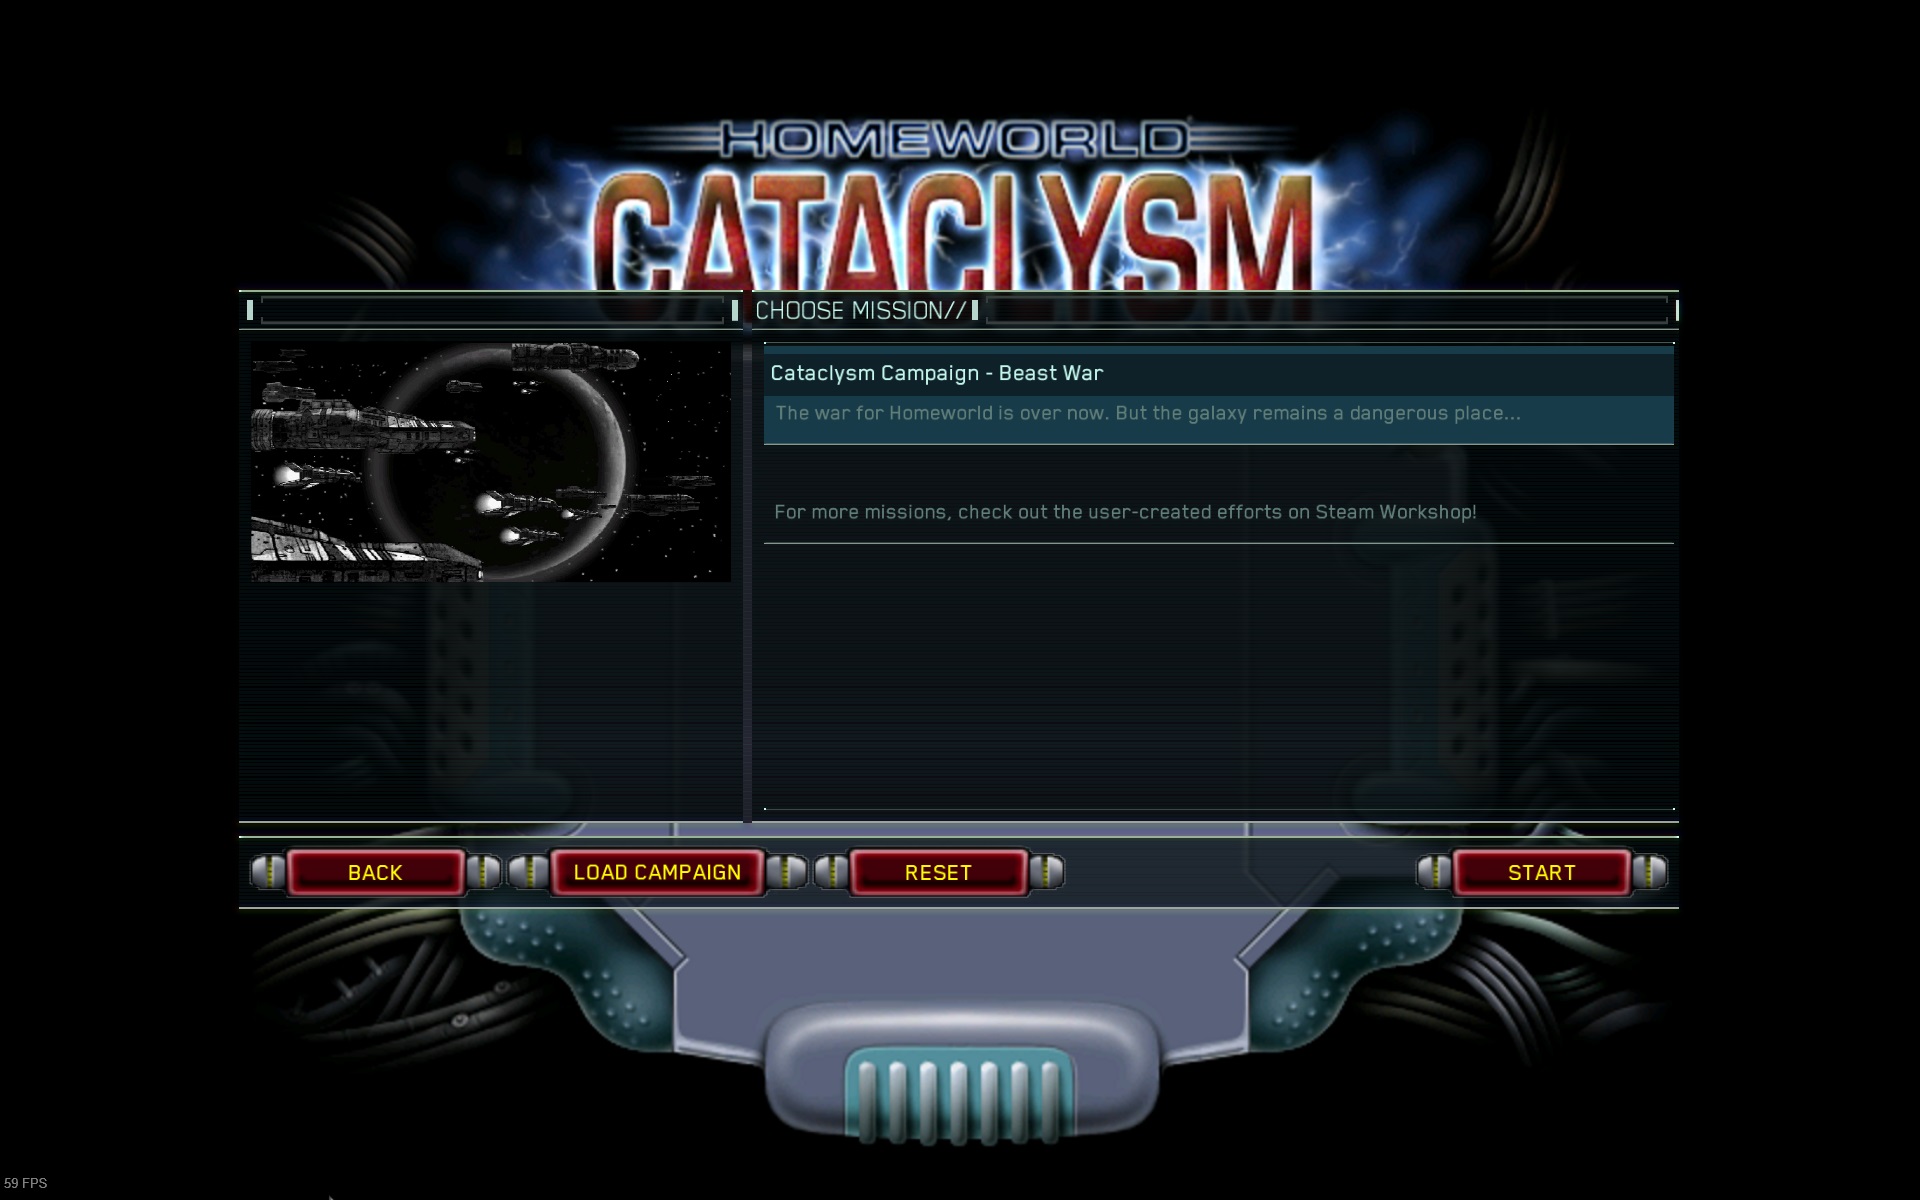 HOMEWORLD
CATACLYSM
CHOOSE MISSION//
Cataclysm Campaign - Beast War
The war for Homeworld is over now. But the galaxy remains a dangerous place...
For more missions, check out the user-created efforts on Steam Workshop!
BACK
LOAD CAMPAIGN
RESET
START
59 FPS